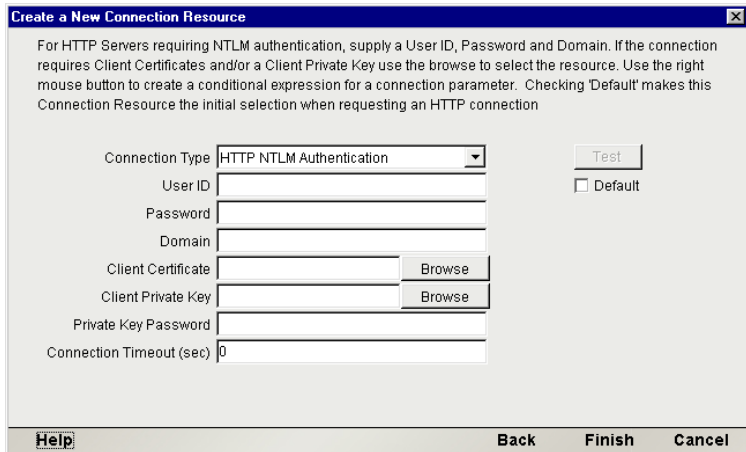 Create a New Connection Resource
For HTTP Servers requiring NTLM authentication, supply a User ID, Password and Domain. If the connection
requires Client Certificates and/or a Client Private Key use the browse to select the resource. Use the right
mouse button to create a conditional expression for a connection parameter.  Checking 'Default' makes this
Connection Resource the initial selection when requesting an HTTP connection
Connection Type HTTP NTLM Authentication Test
User ID Default
Password
Domain
Client Certificate Browse
Client Private Key Browse
Private Key Password
Connection Timeout (sec) 0
Help Back Finish Cancel